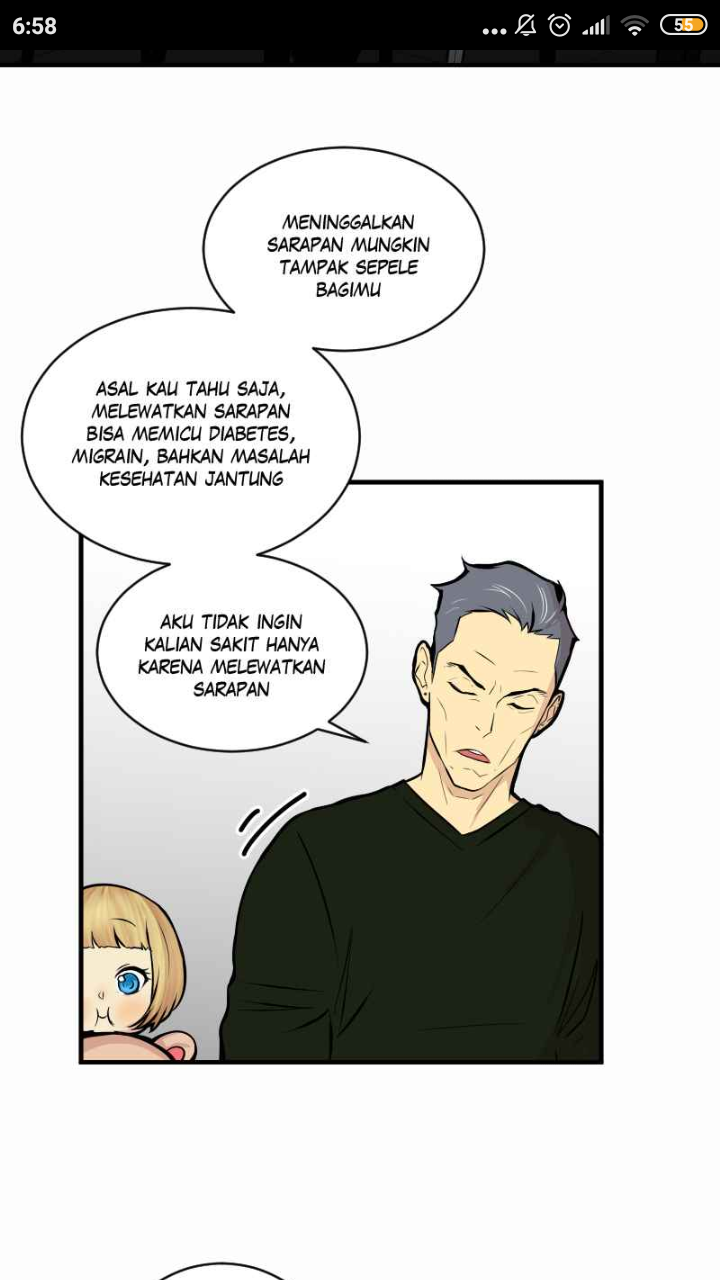 6:58
55
MENINGGALKAN
SARAPAN MUNGKIN
TAMPAK SEPELE
BAGIMU
ASAL KAU TAHU SAJA,
MELEWATKAN SARAPAN
BISA MEMICU DIABETES,
MIGRAIN, BAHKAN MASALAH
KESEHATAN JANTUNG
AKU TIDAK INGIN
KALIAN SAKIT HANYA
KARENA MELEWATKAN
SARAPAN